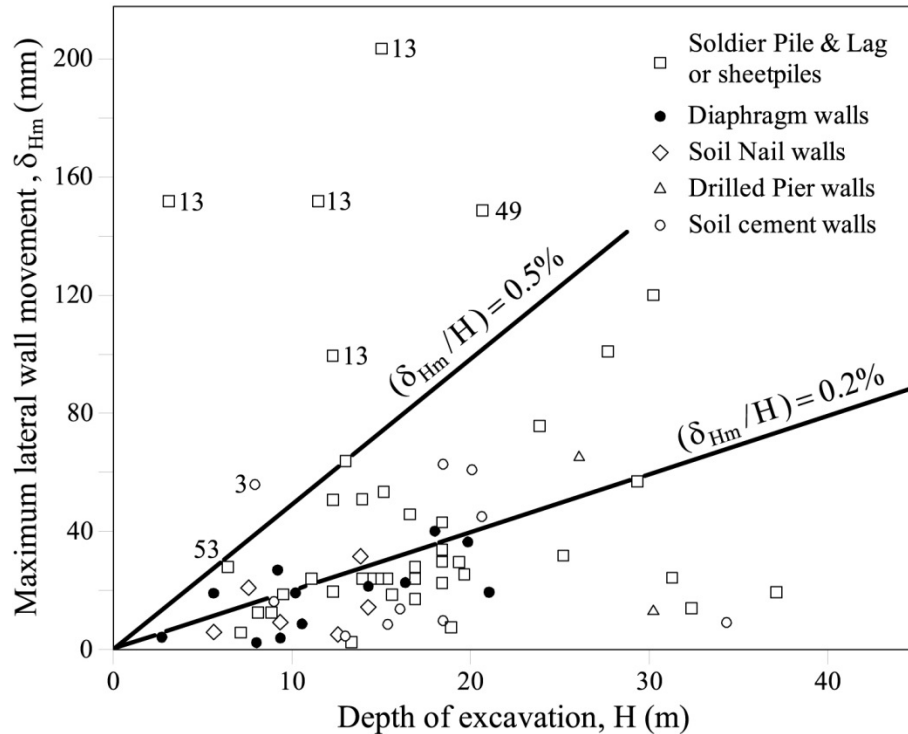 Maximum lateral wall movement , δHm (mm)
200
160
120
80
40
0
0
10
20
30
40
Depth of excavation, H (m)
13
13
13
49
13
3
53
(δHm/H) = 0.5%
(δHm/H) = 0.2%
Soldier Pile & Lag
or sheetpiles
Diaphragm walls
Soil Nail walls
Drilled Pier walls
Soil cement walls